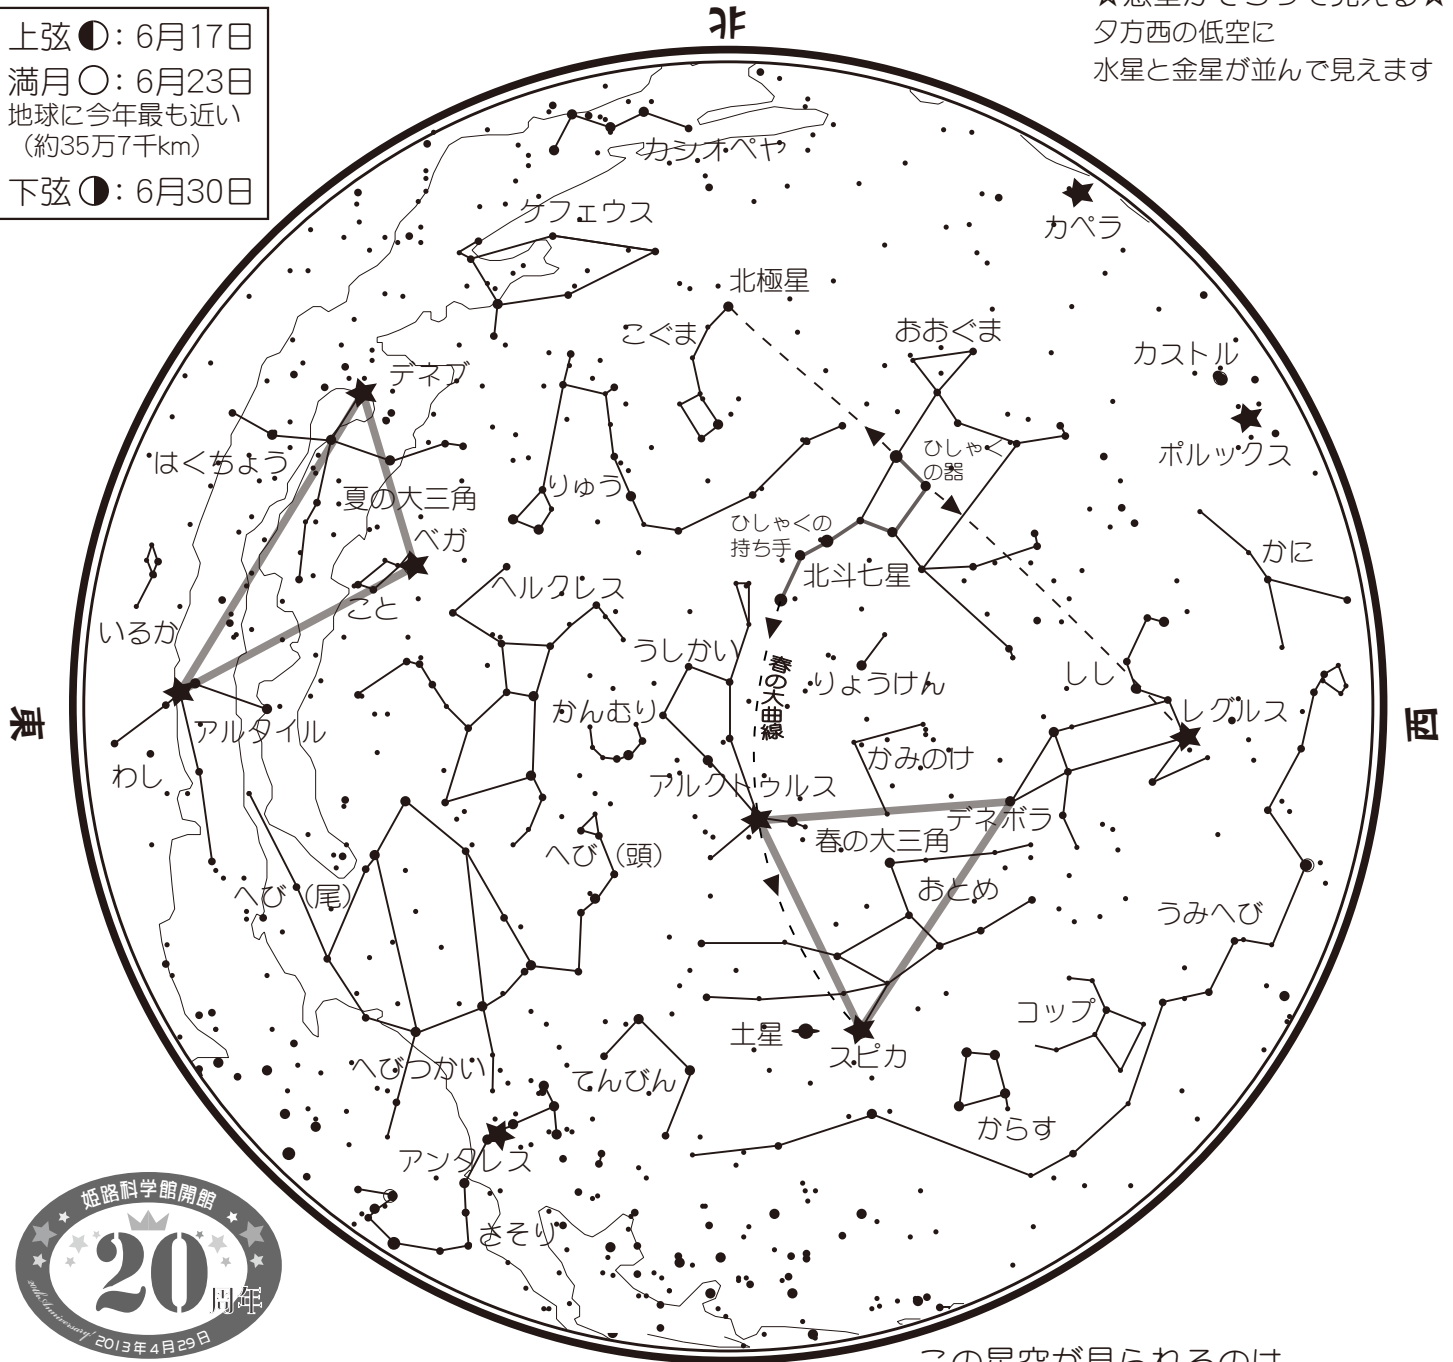 上弦◐：6月17日
満月○：6月23日
地球に今年最も近い
（約35万7千km）
下弦◑：6月30日
北
夕方西の低空に
水星と金星が並んで見えます
カシオペヤ
ケフェウス
カペラ
北極星
こぐま
おおぐま
カストル
デネブ
ポルックス
はくちょう
ひしゃく
の器
夏の大三角
りゅう
ひしゃくの
持ち手
ベガ
かに
北斗七星
ヘルクレス
こと
いるか
うしかい
春の大曲線
りょうけん
しし
東
西
かんむり
レグルス
アルタイル
かみのけ
わし
アルクトゥルス
デネボラ
春の大三角
へび（頭）
へび（尾）
おとめ
うみへび
コップ
土星
スピカ
へびつかい
てんびん
からす
アンタレス
さそり
姫路科学館開館
20
周年
20th Anniversary!
2013年4月29日